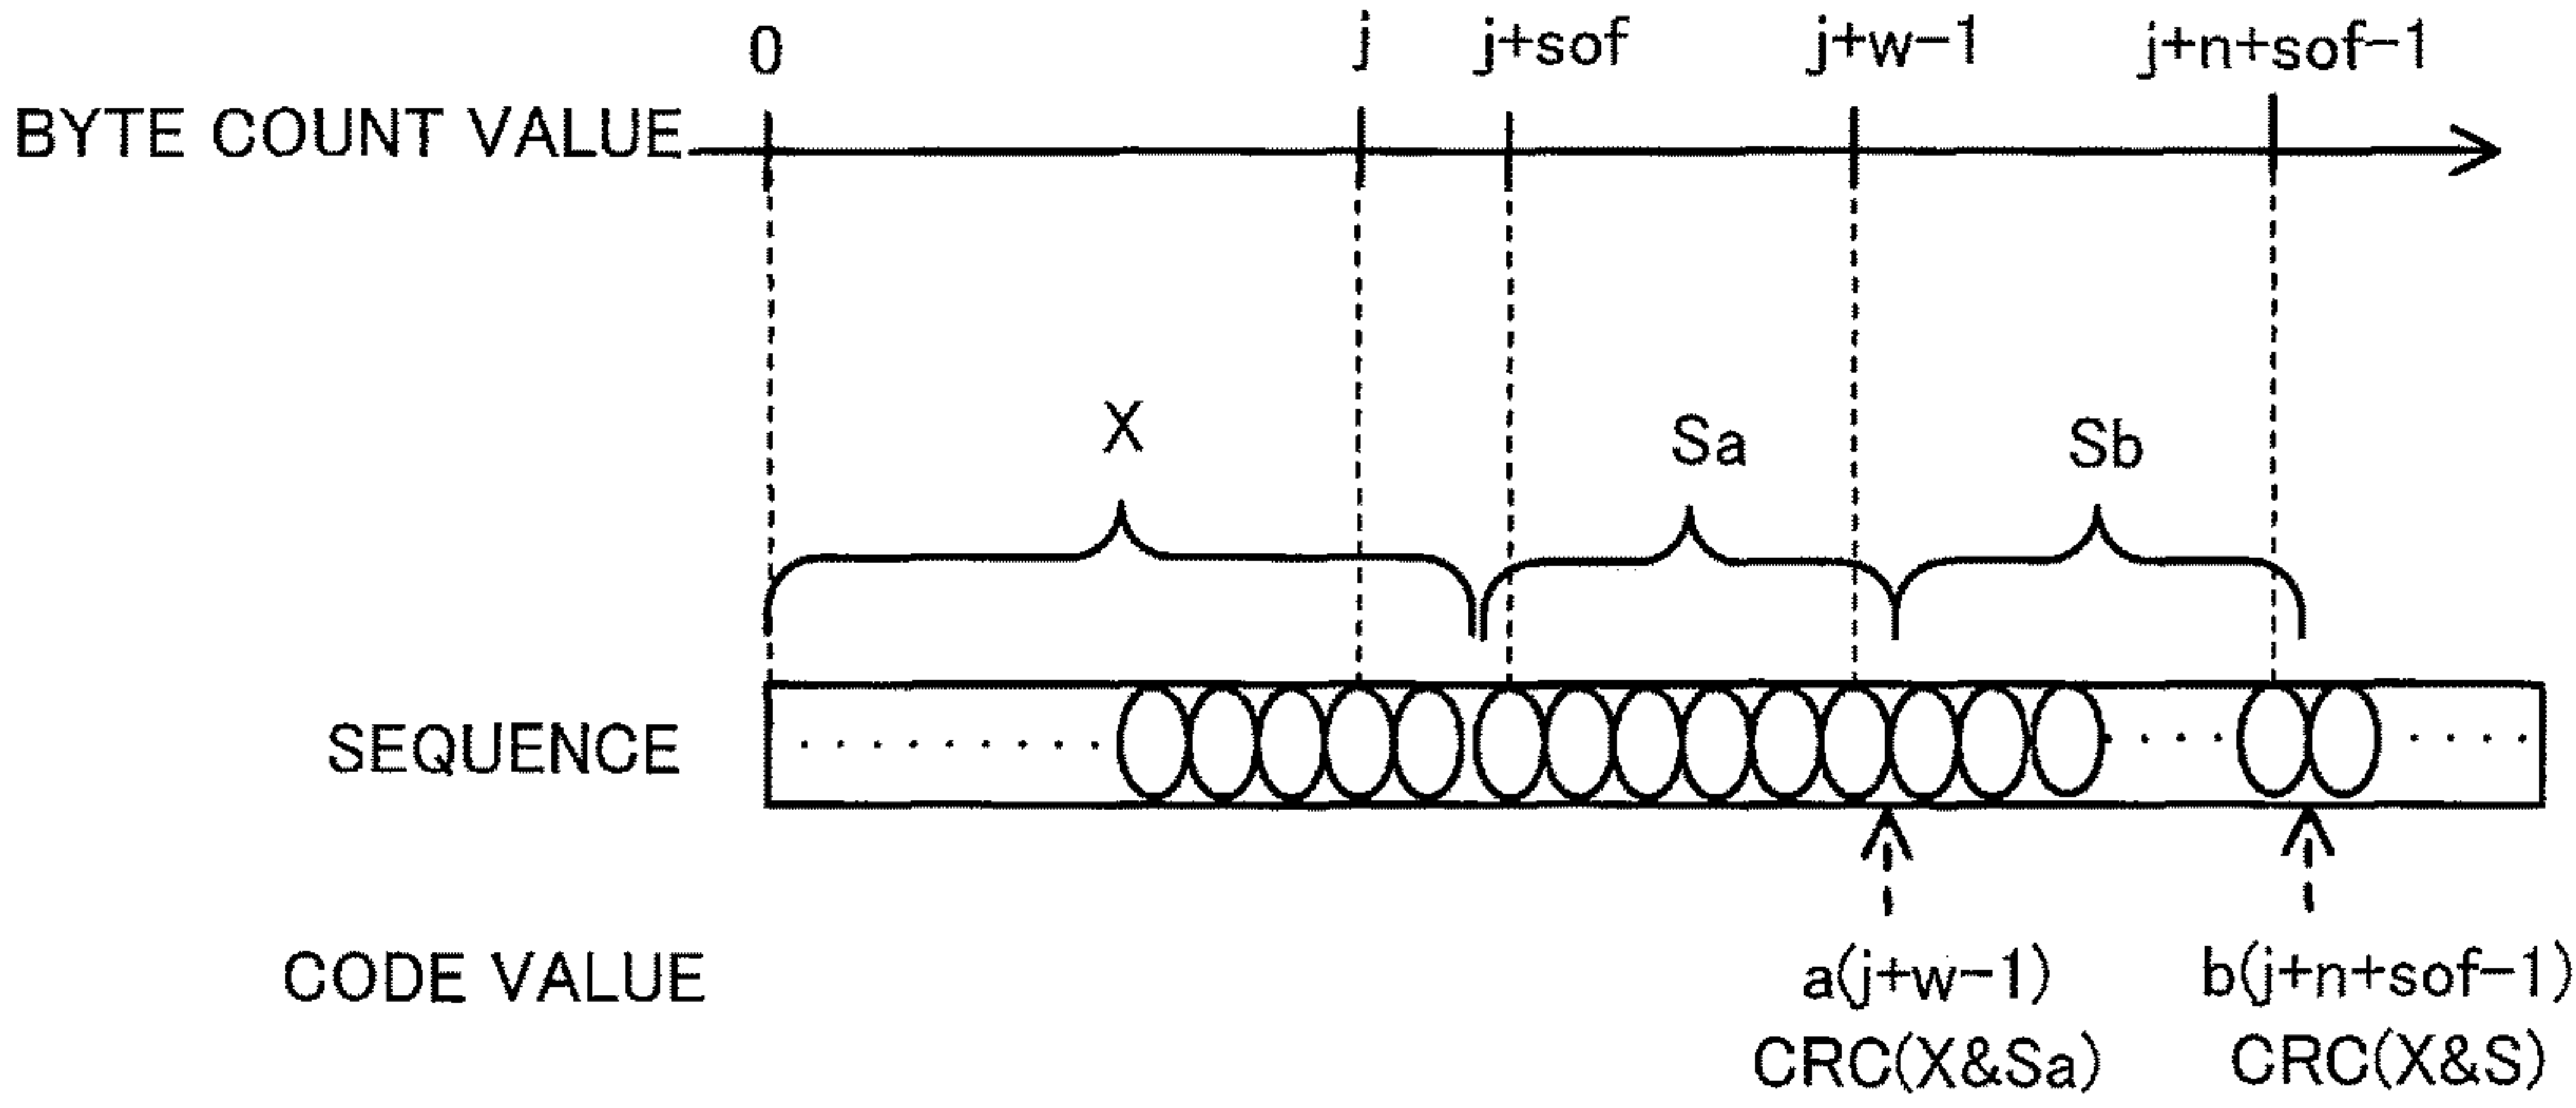 0 j j+sof j+w-1 j+n+sof-1
BYTE COUNT VALUE
X Sa Sb
SEQUENCE
CODE VALUE a(j+w-1) b(j+n+sof-1)
CRC(X&Sa) CRC(X&S)